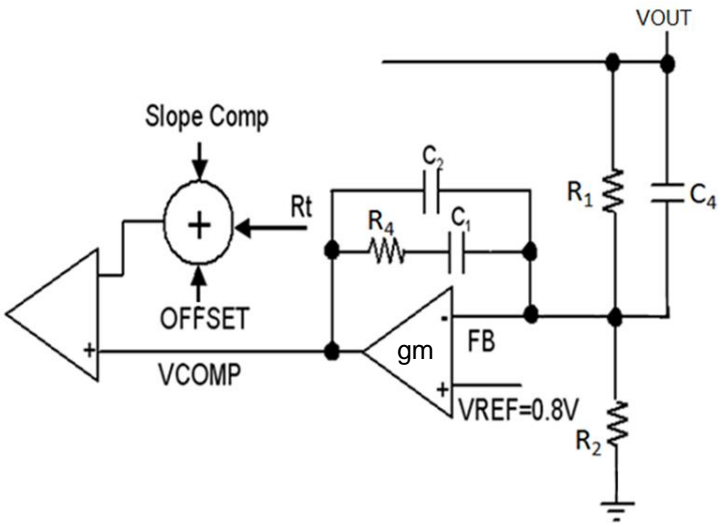 VOUT
Slope Comp
C2
R1
C4
Rt
R4
C1
+
OFFSET
-
FB
gm
+
VCOMP
+
VREF=0.8V
R2